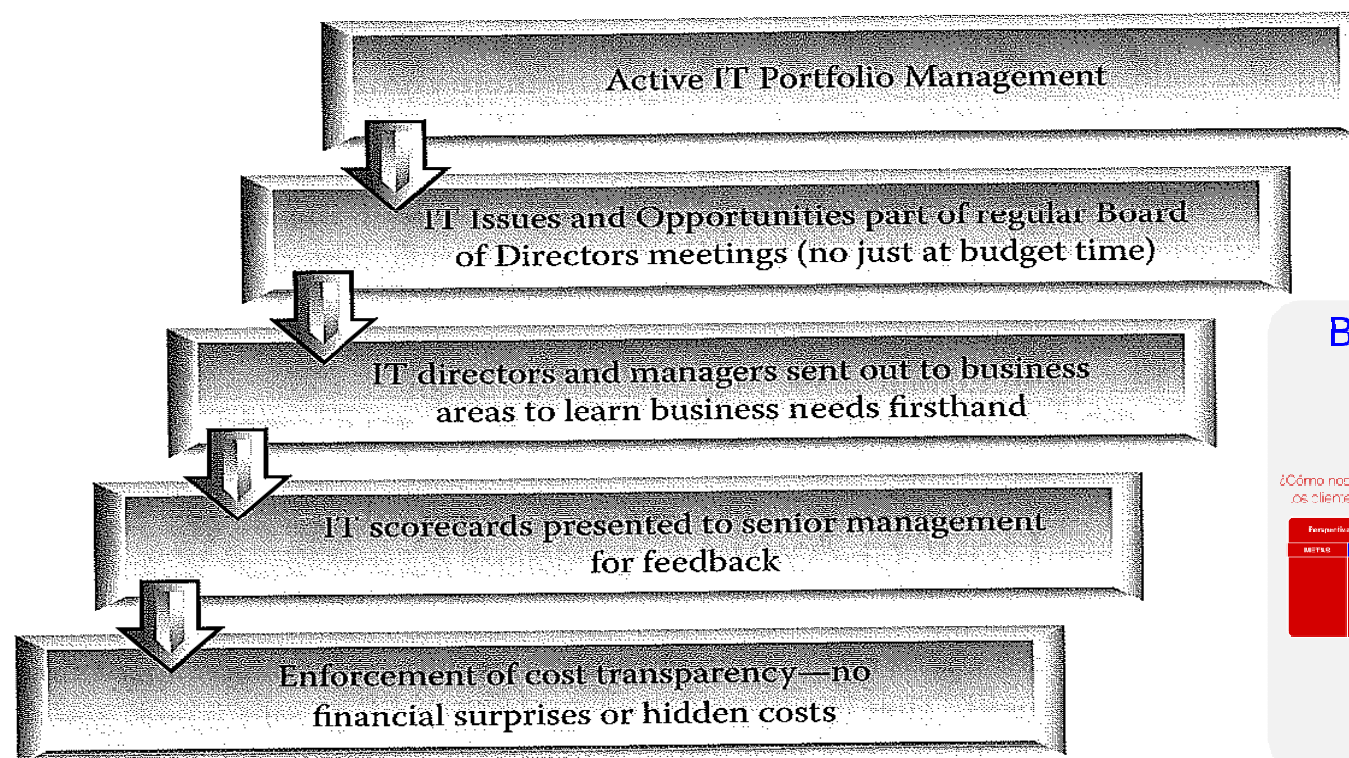 Active IT Portfolio Management
IT Issues and Opportunities part of regular Board
of Directors meetings (no just at budget time)
IT directors and managers sent out to business
areas to learn business needs firsthand
IT scorecards presented to senior management
for feedback
Enforcement of cost transparency—no
financial surprises or hidden costs
B
¿Cómo nos
METAS